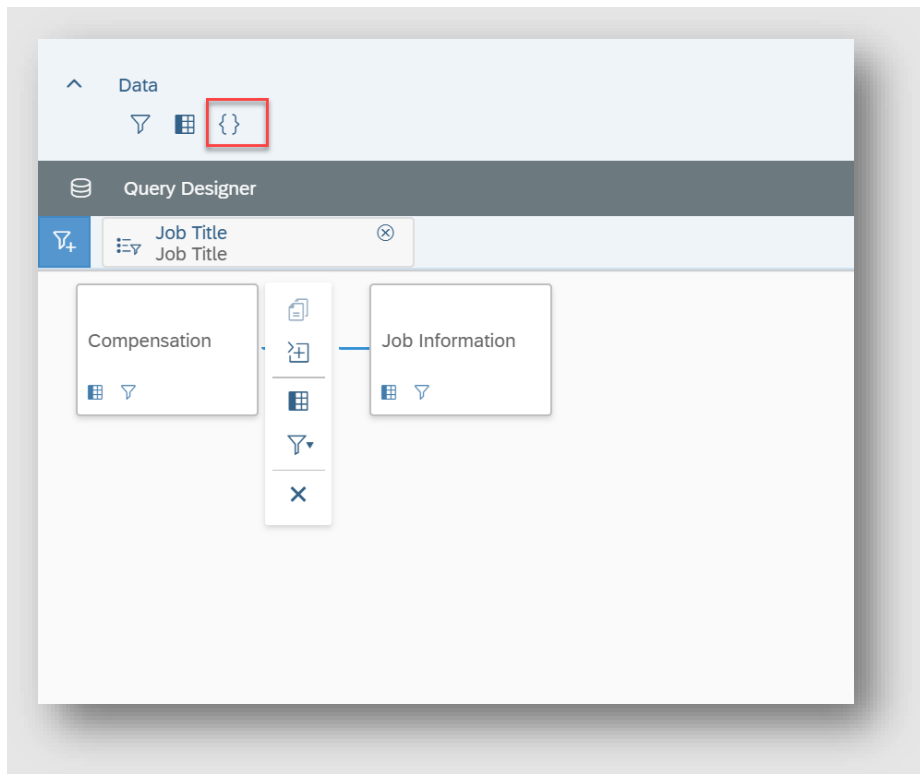 Data
{ }
Query Designer
Job Title
Job Title
Compensation
Job Information